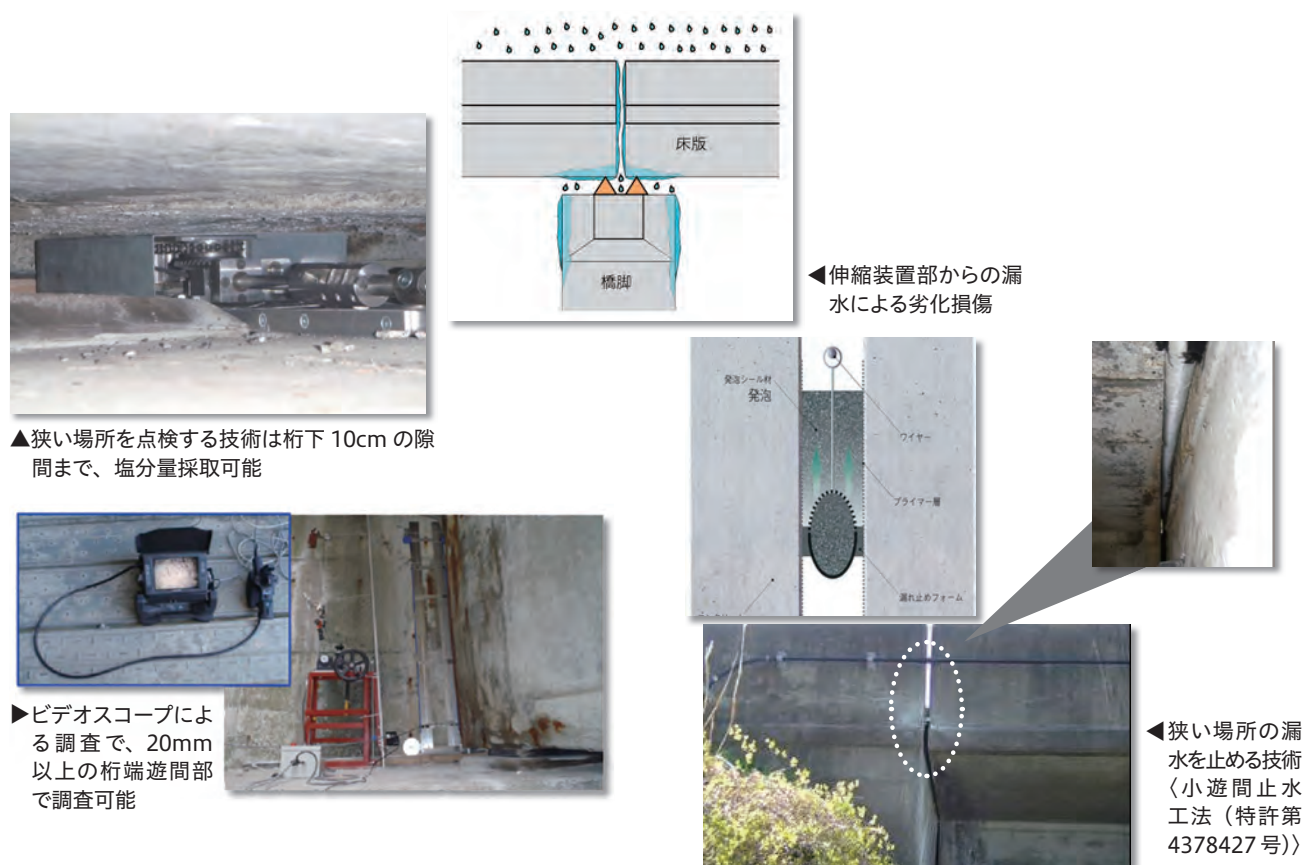 床版
橋脚
◀伸縮装置部からの漏
水による劣化損傷
▲狭い場所を点検する技術は桁下 10cm の隙
間まで、塩分量採取可能
発泡シール材
発泡
ワイヤー
プライマー層
漏れ止めフォーム
▶ビデオスコープによ
る調査で、20mm
以上の桁端遊間部
で調査可能
◀狭い場所の漏
水を止める技術
〈小遊間止水
工法（特許第
4378427 号）〉